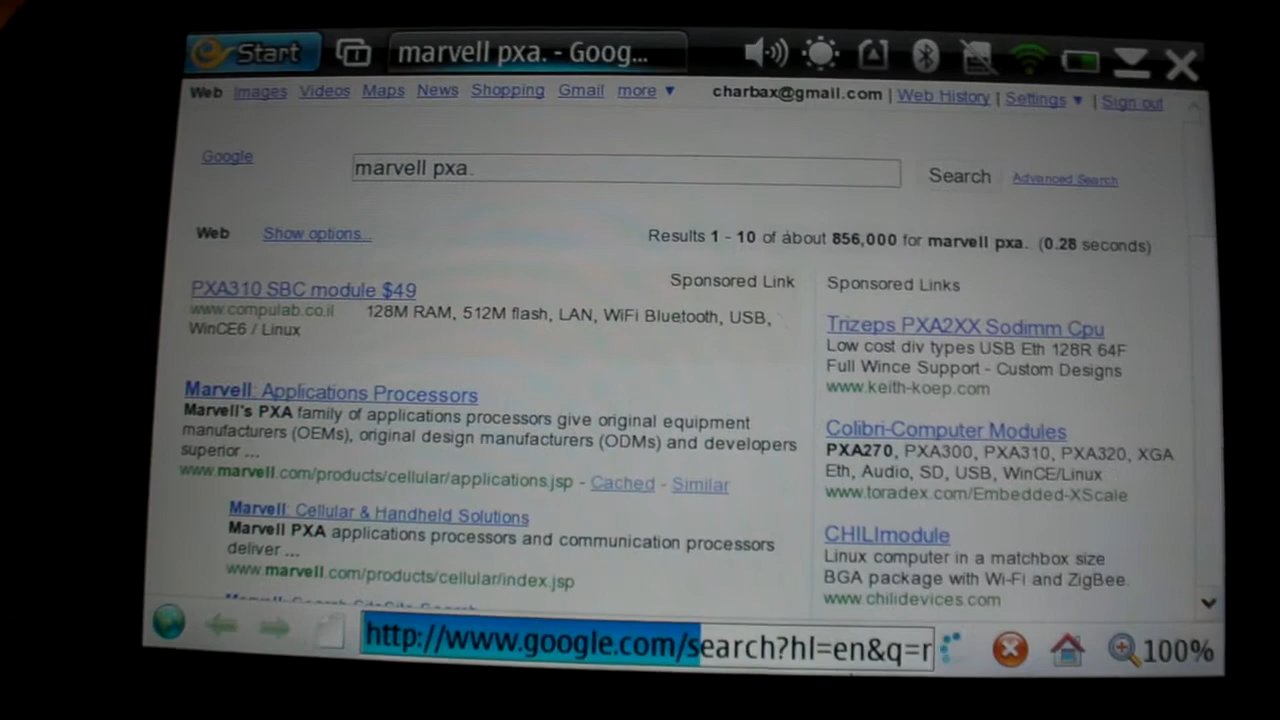 Start
marvell pxa. - Goog...
Web Images Videos Maps News Shopping Gmail more ▼ charbax@gmail.com | Web History | Settings ▼ | Sign out
Google
marvell pxa.
Search
Advanced Search
Web Show options...
Results 1 - 10 of about 856,000 for marvell pxa. (0.28 seconds)
PXA310 SBC module $49
Sponsored Link
www.compulab.co.il 128M RAM, 512M flash, LAN, WiFi Bluetooth, USB,
WinCE6 / Linux
Marvell: Applications Processors
Marvell's PXA family of applications processors give original equipment
manufacturers (OEMs), original design manufacturers (ODMs) and developers
superior ...
www.marvell.com/products/cellular/applications.jsp - Cached - Similar
Marvell: Cellular & Handheld Solutions
Marvell PXA applications processors and communication processors
deliver ...
www.marvell.com/products/cellular/index.jsp
Sponsored Links
Trizeps PXA2XX Sodimm Cpu
Low cost div types USB Eth 128R 64F
Full Wince Support - Custom Designs
www.keith-koep.com
Colibri-Computer Modules
PXA270, PXA300, PXA310, PXA320, XGA
Eth, Audio, SD, USB, WinCE/Linux
www.toradex.com/Embedded-XScale
CHILImodule
Linux computer in a matchbox size
BGA package with Wi-Fi and ZigBee.
www.chilidevices.com
http://www.google.com/search?hl=en&q=r
100%